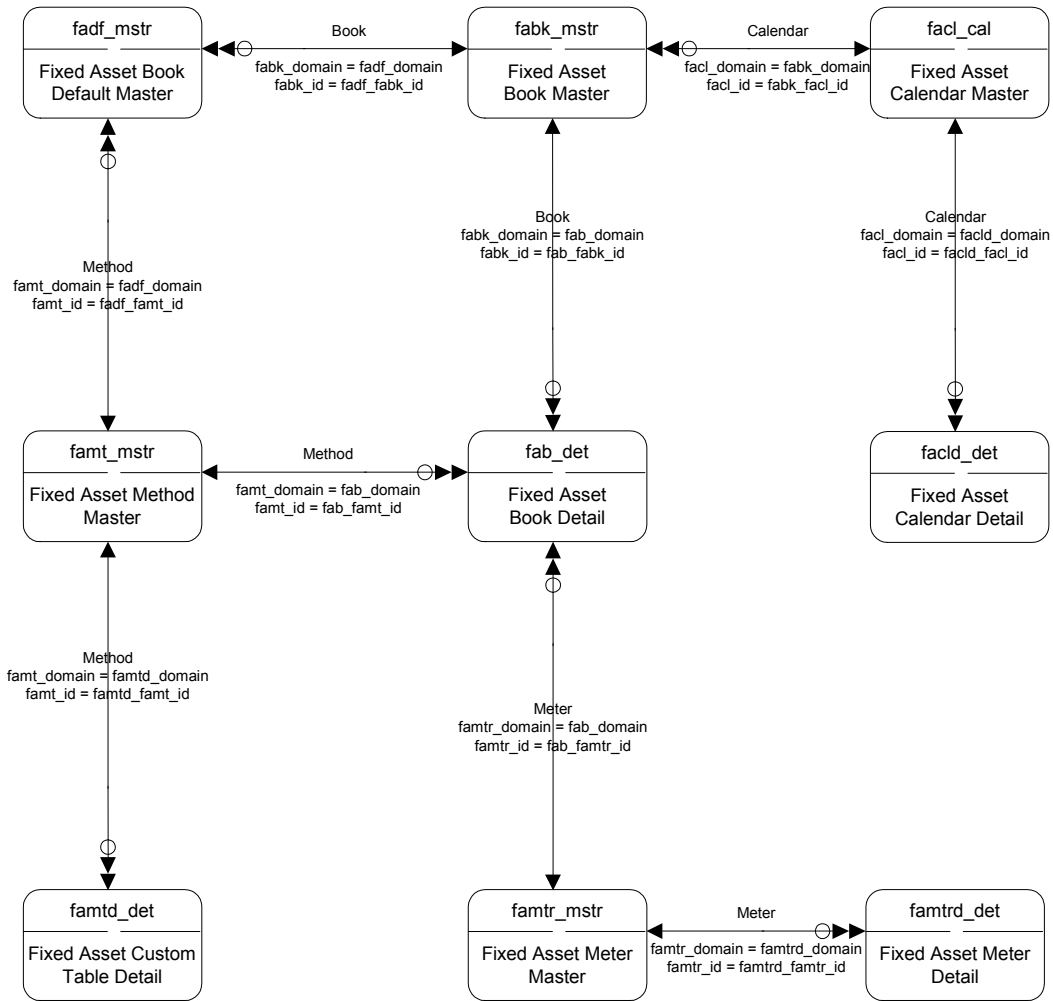 fadf_mstr
Fixed Asset Book
Default Master
Book
fabk_domain = fadf_domain
fabk_id = fadf_fabk_id
fabk_mstr
Fixed Asset
Book Master
Calendar
facl_domain = fabk_domain
facl_id = fabk_facl_id
facl_cal
Fixed Asset
Calendar Master
Method
famt_domain = fadf_domain
famt_id = fadf_famt_id
Book
fabk_domain = fab_domain
fabk_id = fab_fabk_id
Calendar
facl_domain = facld_domain
facl_id = facld_facl_id
famt_mstr
Fixed Asset Method
Master
Method
famt_domain = fab_domain
famt_id = fab_famt_id
fab_det
Fixed Asset
Book Detail
facld_det
Fixed Asset
Calendar Detail
Method
famt_domain = famtd_domain
famt_id = famtd_famt_id
Meter
famtr_domain = fab_domain
famtr_id = fab_famtr_id
famtd_det
Fixed Asset Custom
Table Detail
famtr_mstr
Fixed Asset Meter
Master
Meter
famtr_domain = famtrd_domain
famtr_id = famtrd_famtr_id
famtrd_det
Fixed Asset Meter
Detail